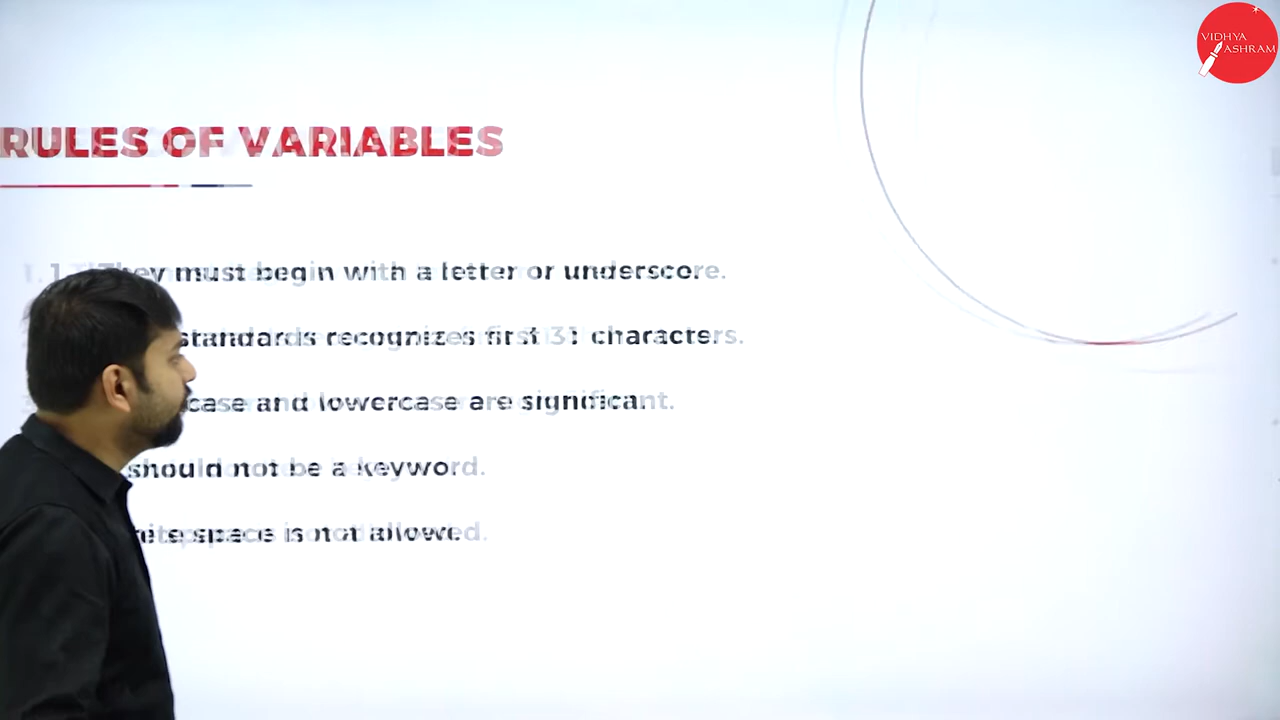 VIDHYA
ASHRAM
RULES OF VARIABLES
1. They must begin with a letter or underscore.
standards recognizes first 31 characters.
case and lowercase are significant.
should not be a keyword.
space is not allowed.